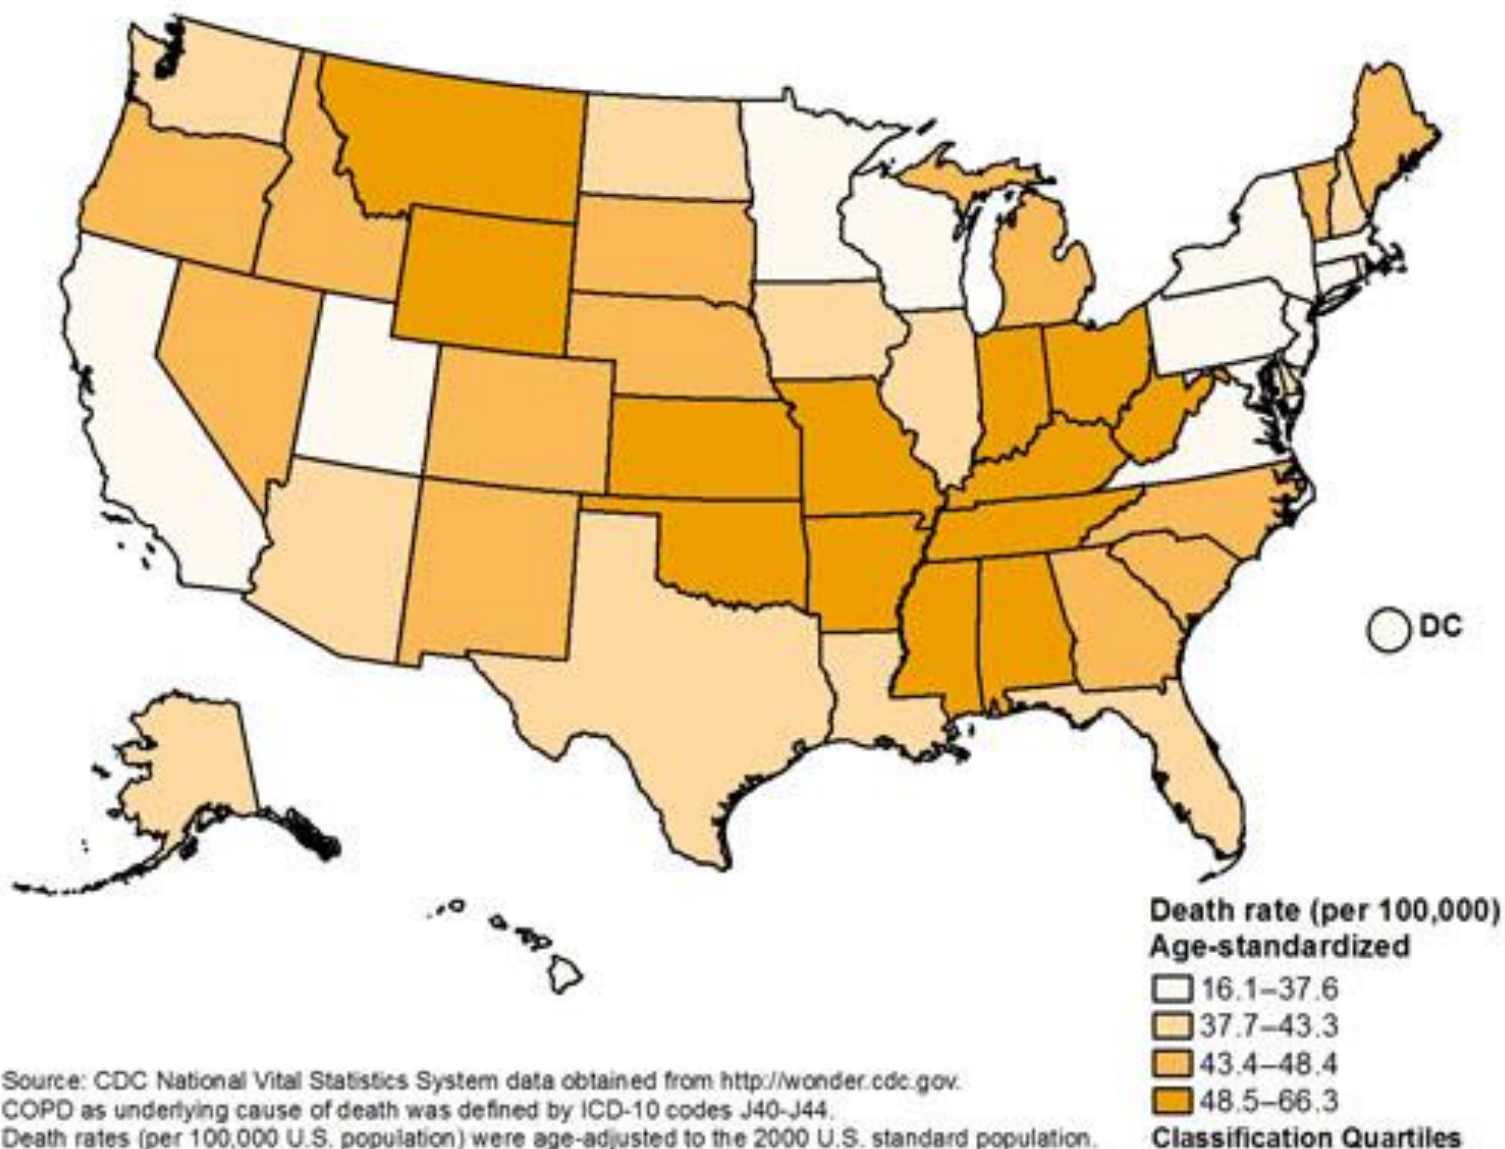 DC
Death rate (per 100,000)
Age-standardized
16.1–37.6
37.7–43.3
43.4–48.4
48.5–66.3
Classification Quartiles
Source: CDC National Vital Statistics System data obtained from http://wonder.cdc.gov.
COPD as underlying cause of death was defined by ICD-10 codes J40-J44.
Death rates (per 100,000 U.S. population) were age-adjusted to the 2000 U.S. standard population.